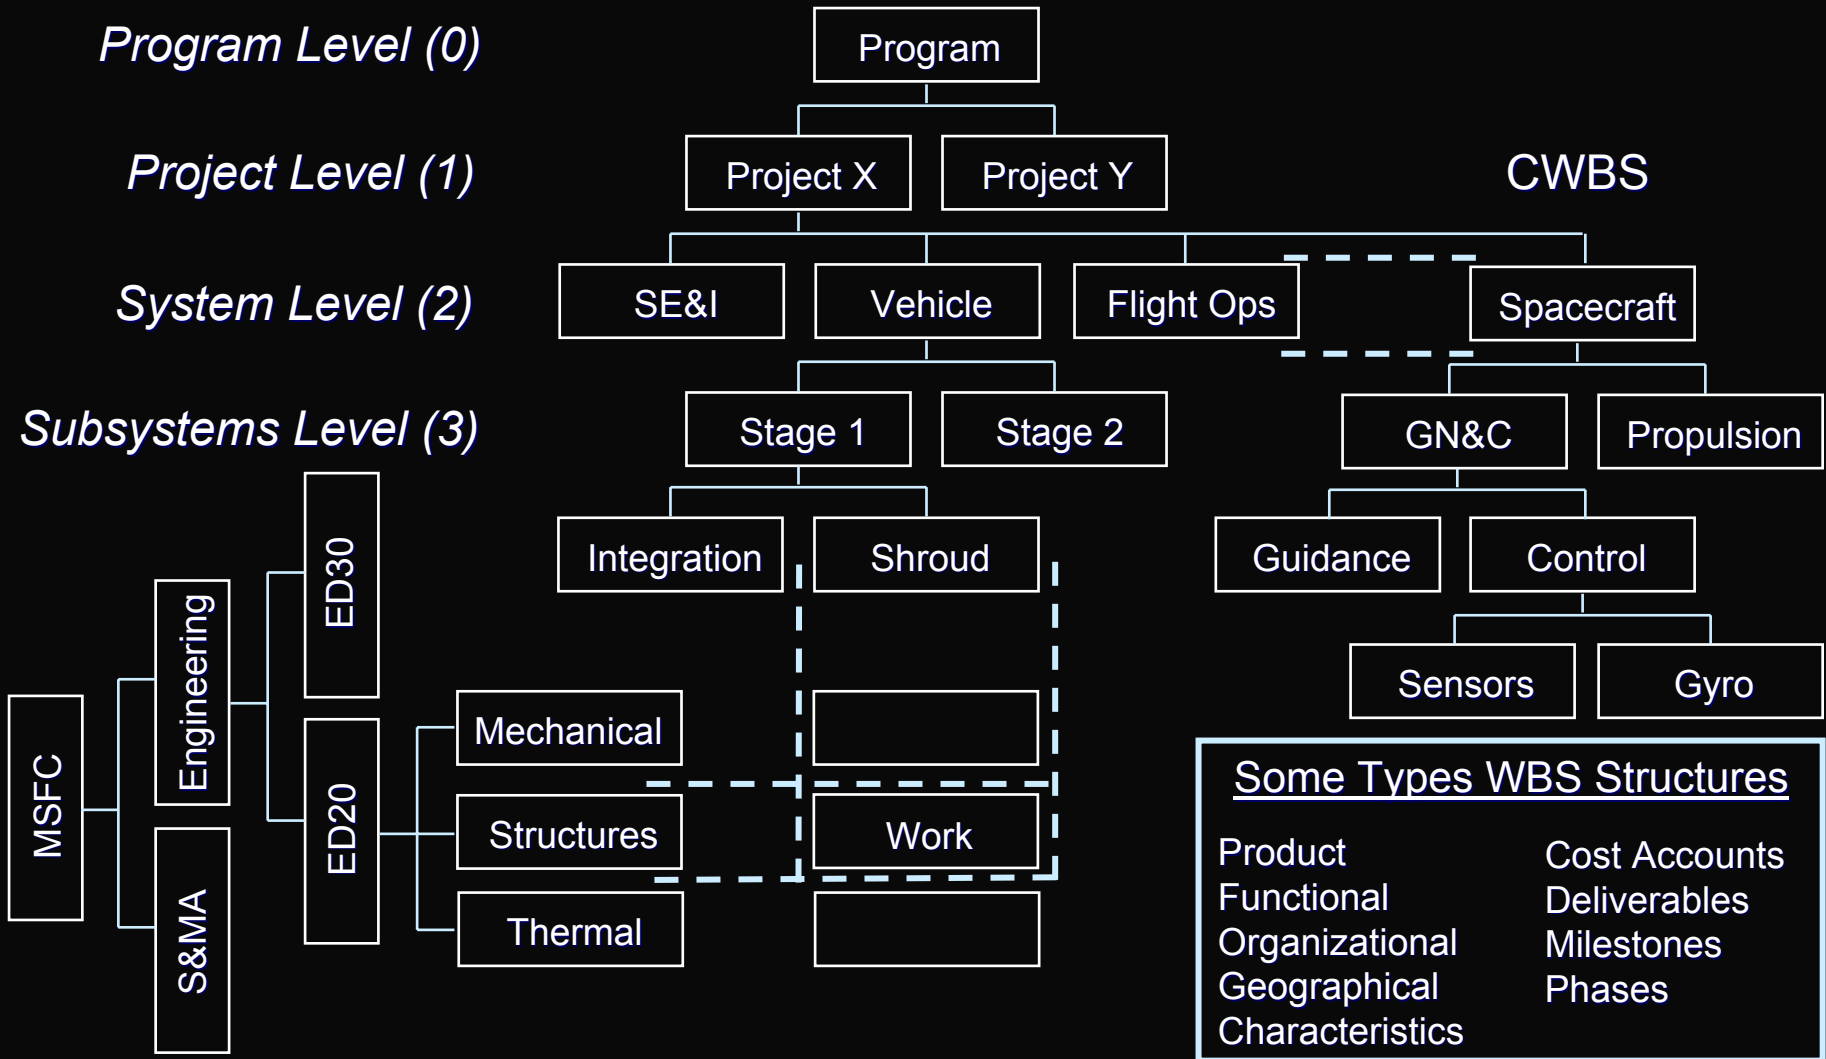 Program Level (0)
Program
Project Level (1)
Project X
Project Y
CWBS
System Level (2)
SE&I
Vehicle
Flight Ops
Spacecraft
Subsystems Level (3)
Stage 1
Stage 2
GN&C
Propulsion
Integration
Shroud
Guidance
Control
Sensors
Gyro
MSFC
Engineering
S&MA
ED30
ED20
Mechanical
Structures
Work
Thermal
Some Types WBS Structures
Product
Functional
Organizational
Geographical
Characteristics
Cost Accounts
Deliverables
Milestones
Phases